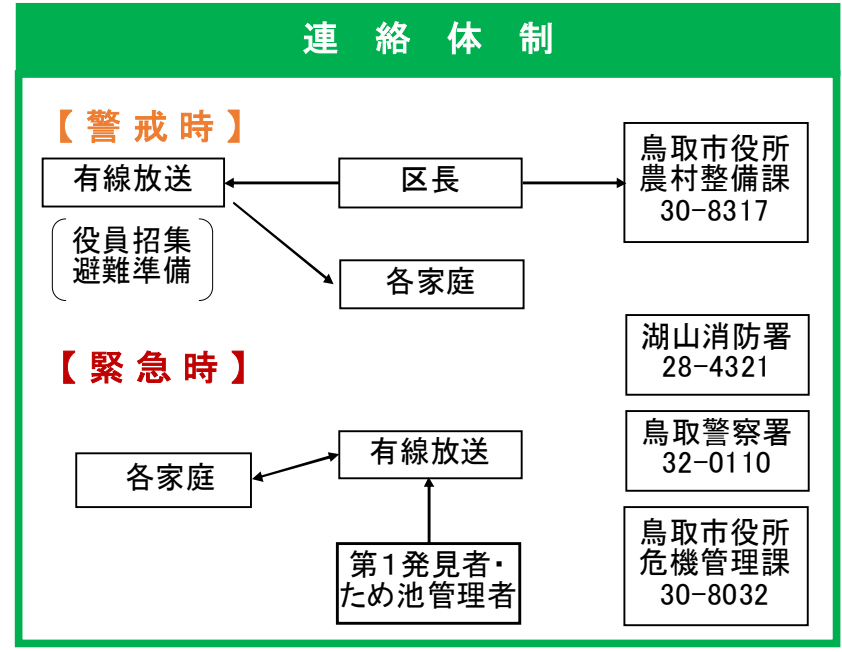 連絡体制
【警戒時】
有線放送
役員招集
避難準備
区長
鳥取市役所
農村整備課
30-8317
各家庭
【緊急時】
湖山消防署
28-4321
有線放送
各家庭
鳥取警察署
32-0110
第1発見者・
ため池管理者
鳥取市役所
危機管理課
30-8032